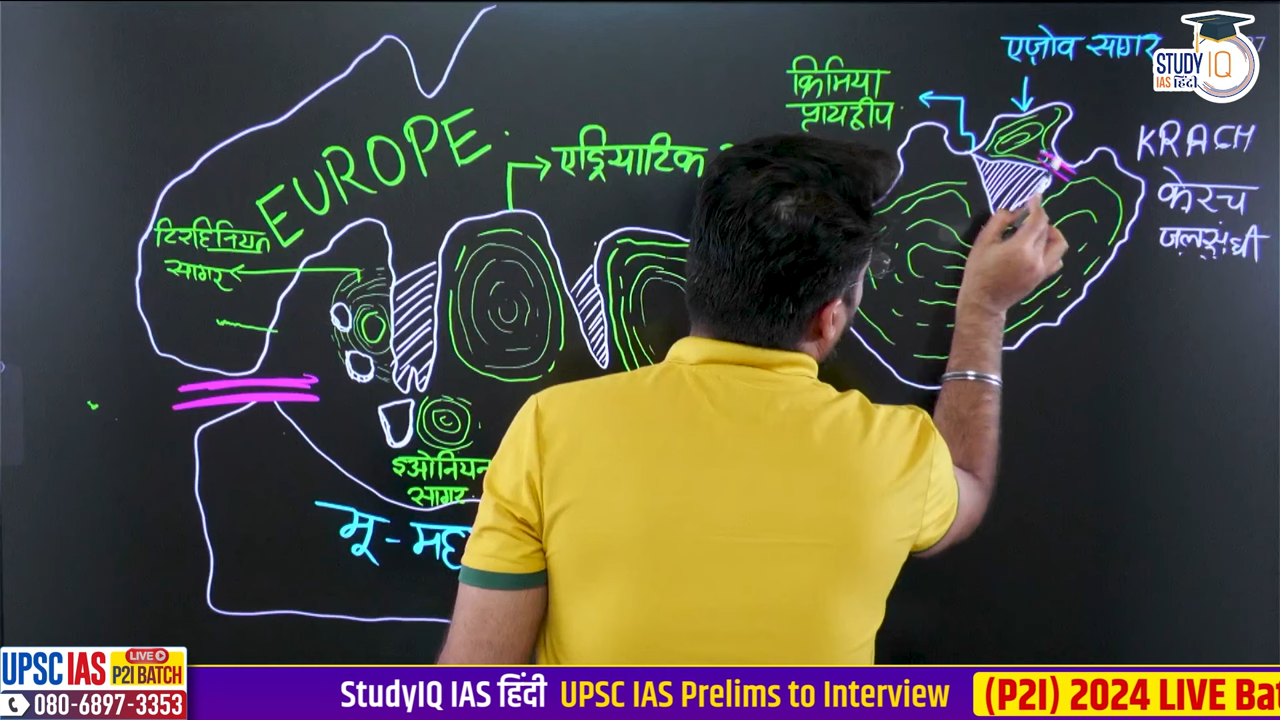 एज़ोव सागर
STUDY IQ
IAS हिंदी
क्रिमिया
प्रायद्वीप
KRACH
केरच
जलसंधी
EUROPE
एड्रियाटिक
टिरहिनियन
सागर
इओनियन
सागर
मू-मह
UPSC IAS LIVE
P2I BATCH
080-6897-3353
StudyIQ IAS हिंदी UPSC IAS Prelims to Interview
(P2I) 2024 LIVE Ba